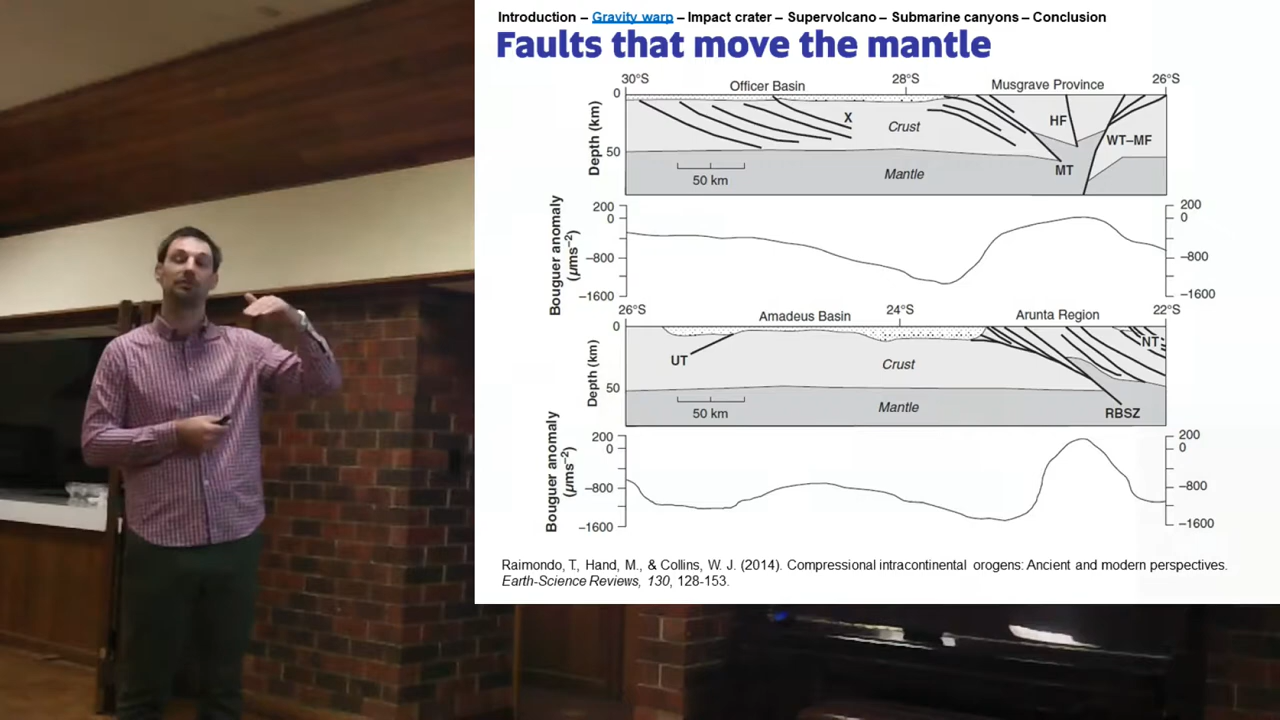 Introduction – Gravity warp – Impact crater – Supervolcano – Submarine canyons – Conclusion
Faults that move the mantle
30°S 28°S 26°S
Officer Basin Musgrave Province
0
50
Depth (km)
X
Crust
HF
WT–MF
MT
Mantle
50 km
Bouguer anomaly
(μms⁻²)
200 200
0 0
–800 –800
–1600 –1600
26°S 24°S 22°S
Amadeus Basin Arunta Region
0
50
Depth (km)
UT
Crust
NT
Mantle
50 km
RBSZ
Bouguer anomaly
(μms⁻²)
200 200
0 0
–800 –800
–1600 –1600
Raimondo, T., Hand, M., & Collins, W. J. (2014). Compressional intracontinental orogens: Ancient and modern perspectives.
Earth-Science Reviews, 130, 128-153.